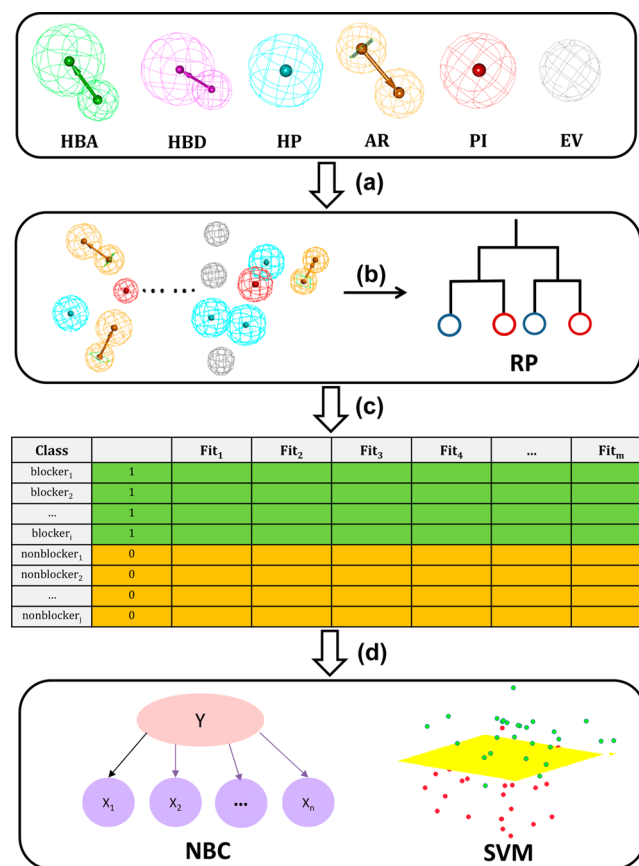 HBA HBD HP AR PI EV
(a)
(b)
RP
(c)
Class Fit₁ Fit₂ Fit₃ Fit₄ ... Fitₘ
blocker₁ 1
blocker₂ 1
... 1
blockerᵢ 1
nonblocker₁ 0
nonblocker₂ 0
... 0
nonblockerⱼ 0
(d)
Y
X₁ X₂ ... Xₙ
NBC SVM